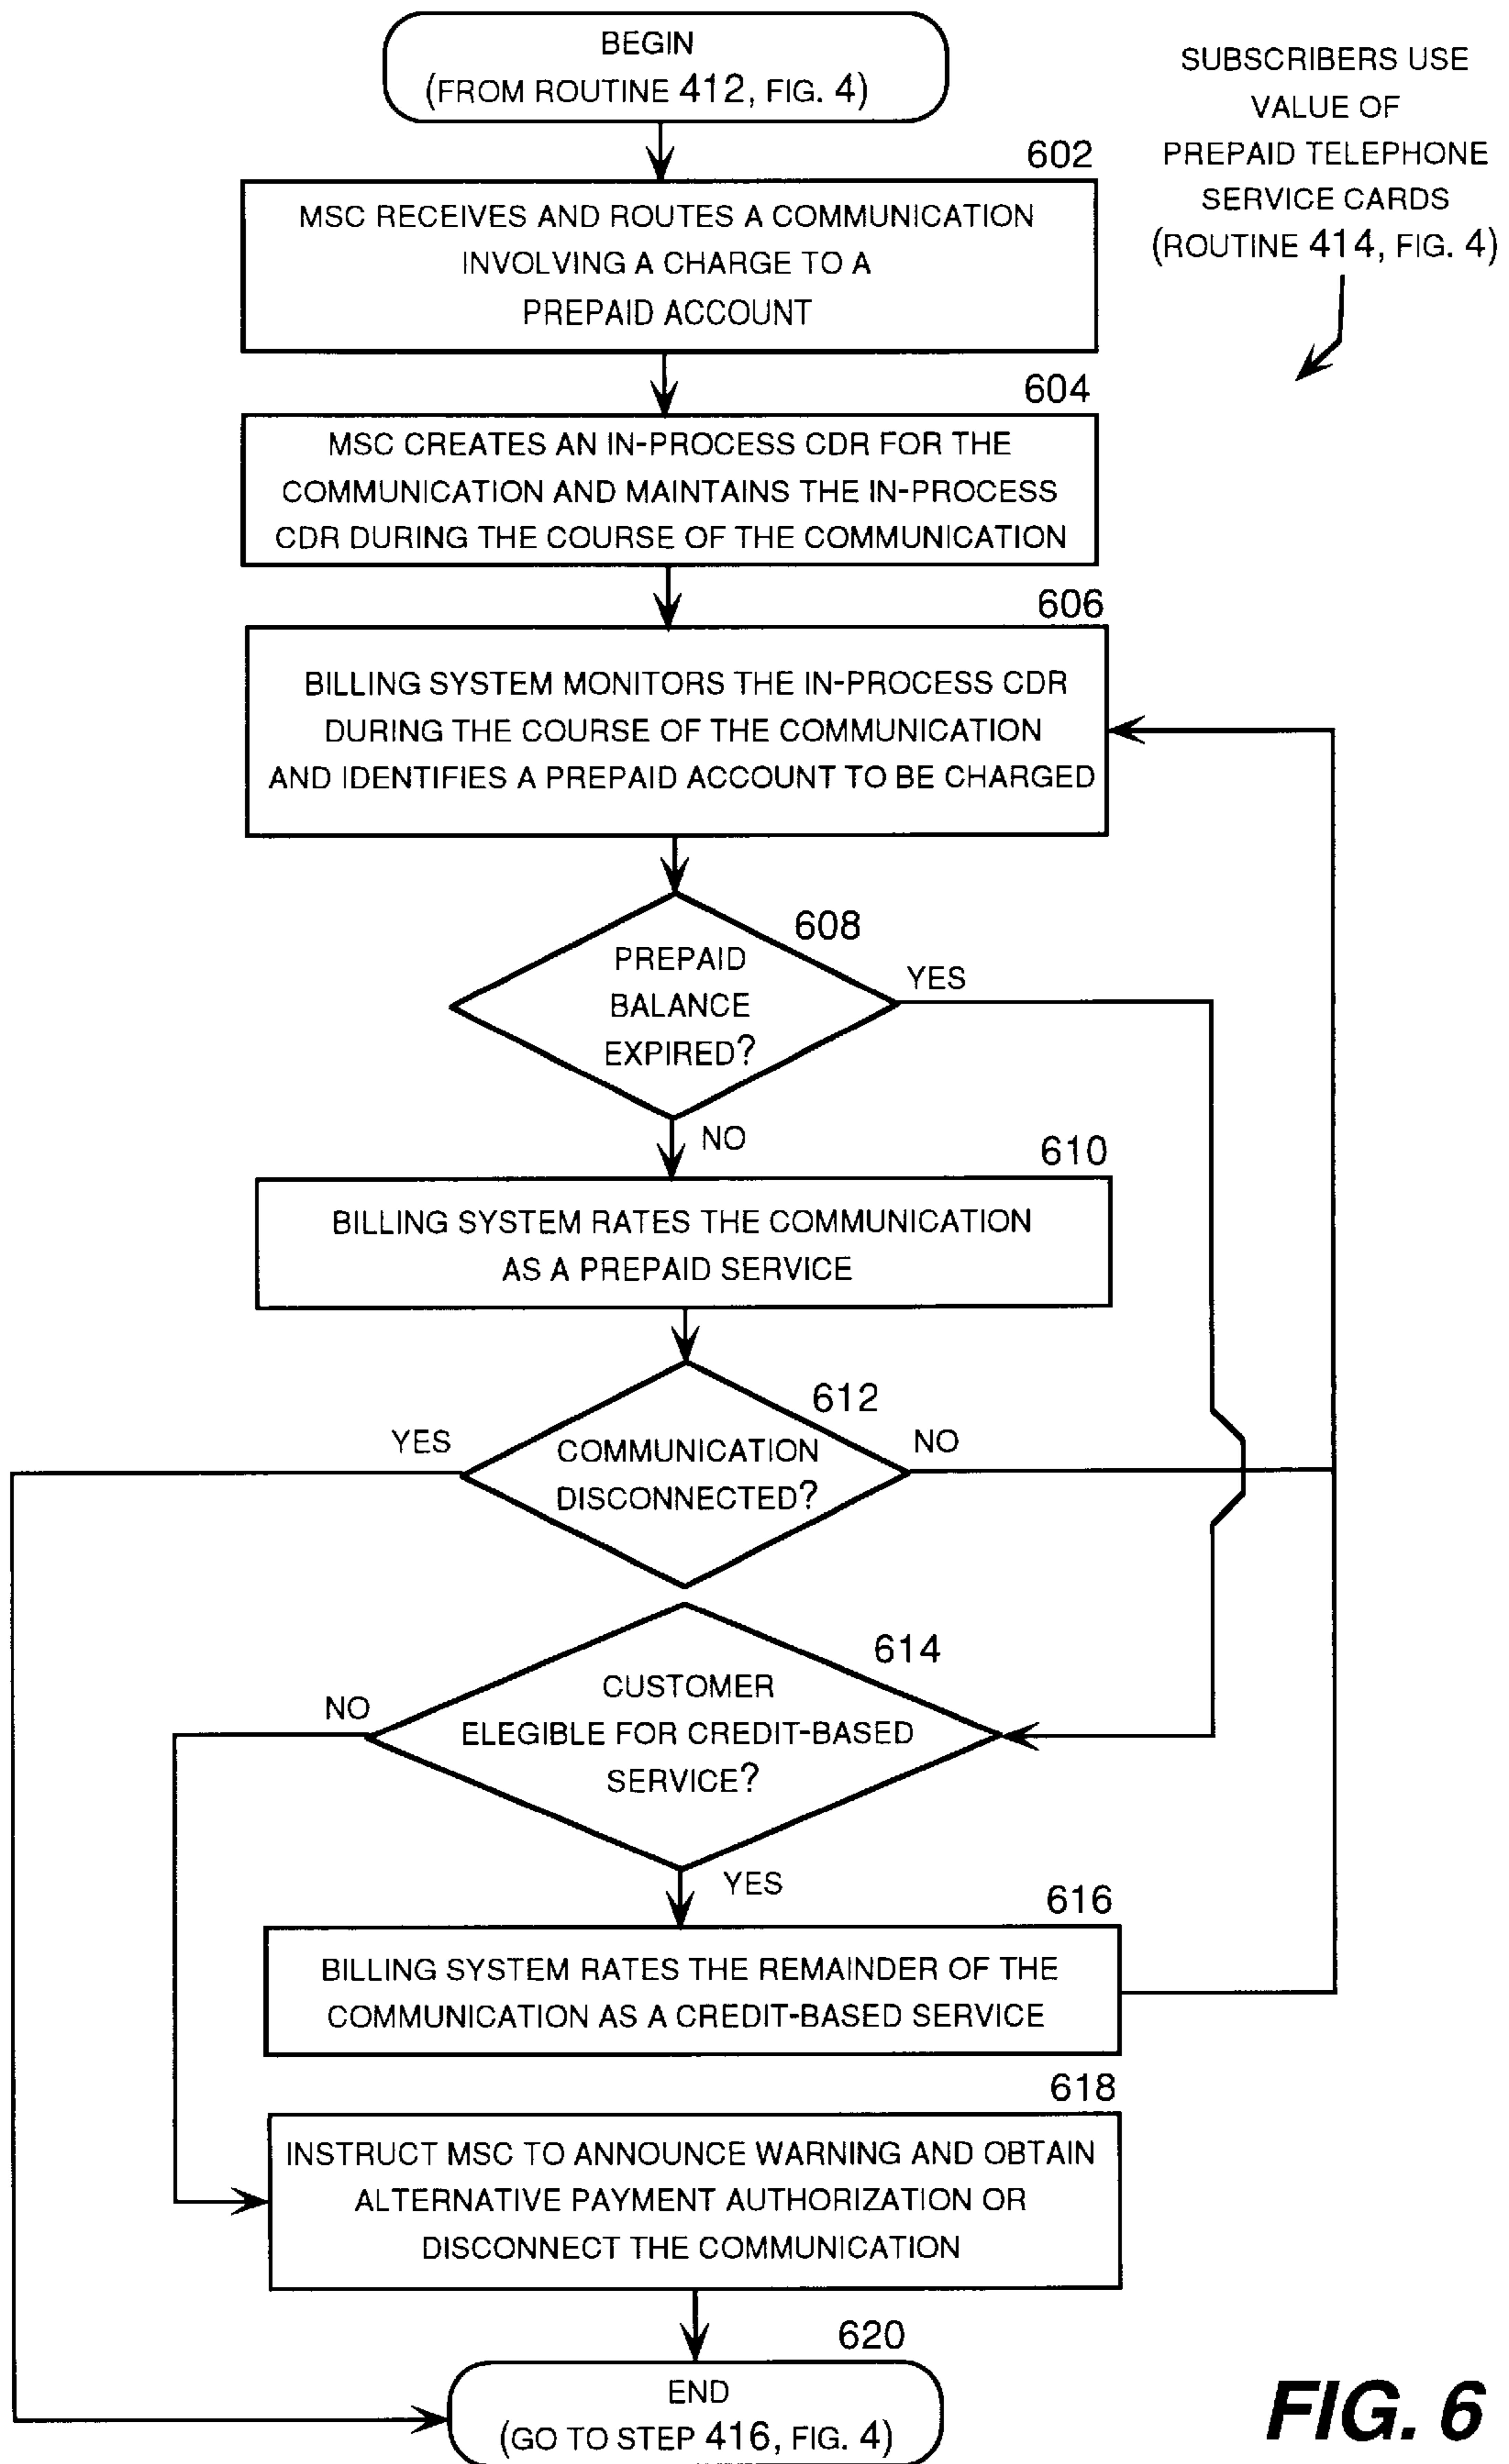 BEGIN
(FROM ROUTINE 412, FIG. 4)
SUBSCRIBERS USE
VALUE OF
PREPAID TELEPHONE
SERVICE CARDS
(ROUTINE 414, FIG. 4)
602
MSC RECEIVES AND ROUTES A COMMUNICATION
INVOLVING A CHARGE TO A
PREPAID ACCOUNT
604
MSC CREATES AN IN-PROCESS CDR FOR THE
COMMUNICATION AND MAINTAINS THE IN-PROCESS
CDR DURING THE COURSE OF THE COMMUNICATION
606
BILLING SYSTEM MONITORS THE IN-PROCESS CDR
DURING THE COURSE OF THE COMMUNICATION
AND IDENTIFIES A PREPAID ACCOUNT TO BE CHARGED
608
PREPAID
BALANCE
EXPIRED?
YES
NO
610
BILLING SYSTEM RATES THE COMMUNICATION
AS A PREPAID SERVICE
612
YES
COMMUNICATION
DISCONNECTED?
NO
614
CUSTOMER
ELEGIBLE FOR CREDIT-BASED
SERVICE?
NO
YES
616
BILLING SYSTEM RATES THE REMAINDER OF THE
COMMUNICATION AS A CREDIT-BASED SERVICE
618
INSTRUCT MSC TO ANNOUNCE WARNING AND OBTAIN
ALTERNATIVE PAYMENT AUTHORIZATION OR
DISCONNECT THE COMMUNICATION
620
END
(GO TO STEP 416, FIG. 4)
FIG. 6